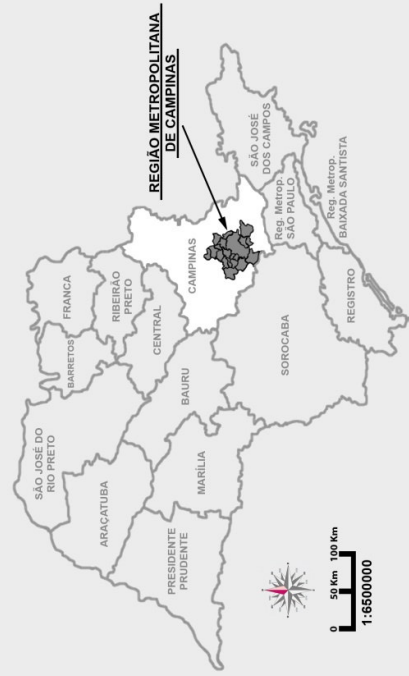 REGIÃO METROPOLITANA
DE CAMPINAS
FRANCA
BARRETOS
RIBEIRÃO
PRETO
SÃO JOSÉ DO
RIO PRETO
CENTRAL
CAMPINAS
ARAÇATUBA
BAURU
SÃO JOSÉ
DOS CAMPOS
PRESIDENTE
PRUDENTE
MARÍLIA
Reg. Metrop.
SÃO PAULO
SOROCABA
Reg. Metrop.
BAIXADA SANTISTA
REGISTRO
0 50 Km 100 Km
1:6500000